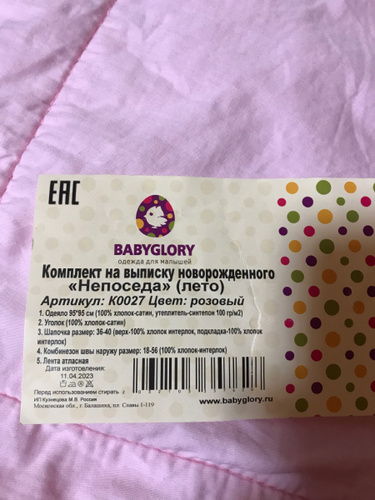 EAC
BABYGLORY
одежда для малышей
Комплект на выписку новорожденного
«Непоседа» (лето)
Артикул: К0027 Цвет: розовый
1. Одеяло 95*95 см (100% хлопок-сатин, утеплитель-синтепон 100 гр/м2)
2. Уголок (100% хлопок-сатин)
3. Шапочка размер: 36-40 (верх-100% хлопок интерлок, подкладка-100% хлопок
интерлок)
4. Комбинезон швы наружу размер: 18-56 (100% хлопок-интерлок)
5. Лента атласная
Дата изготовления:
11.04.2023
Перед использованием стирать
ИП Кузнецова М.В. Россия
Московская обл., г. Балашиха, пл. Славы 1-119
www.babyglory.ru